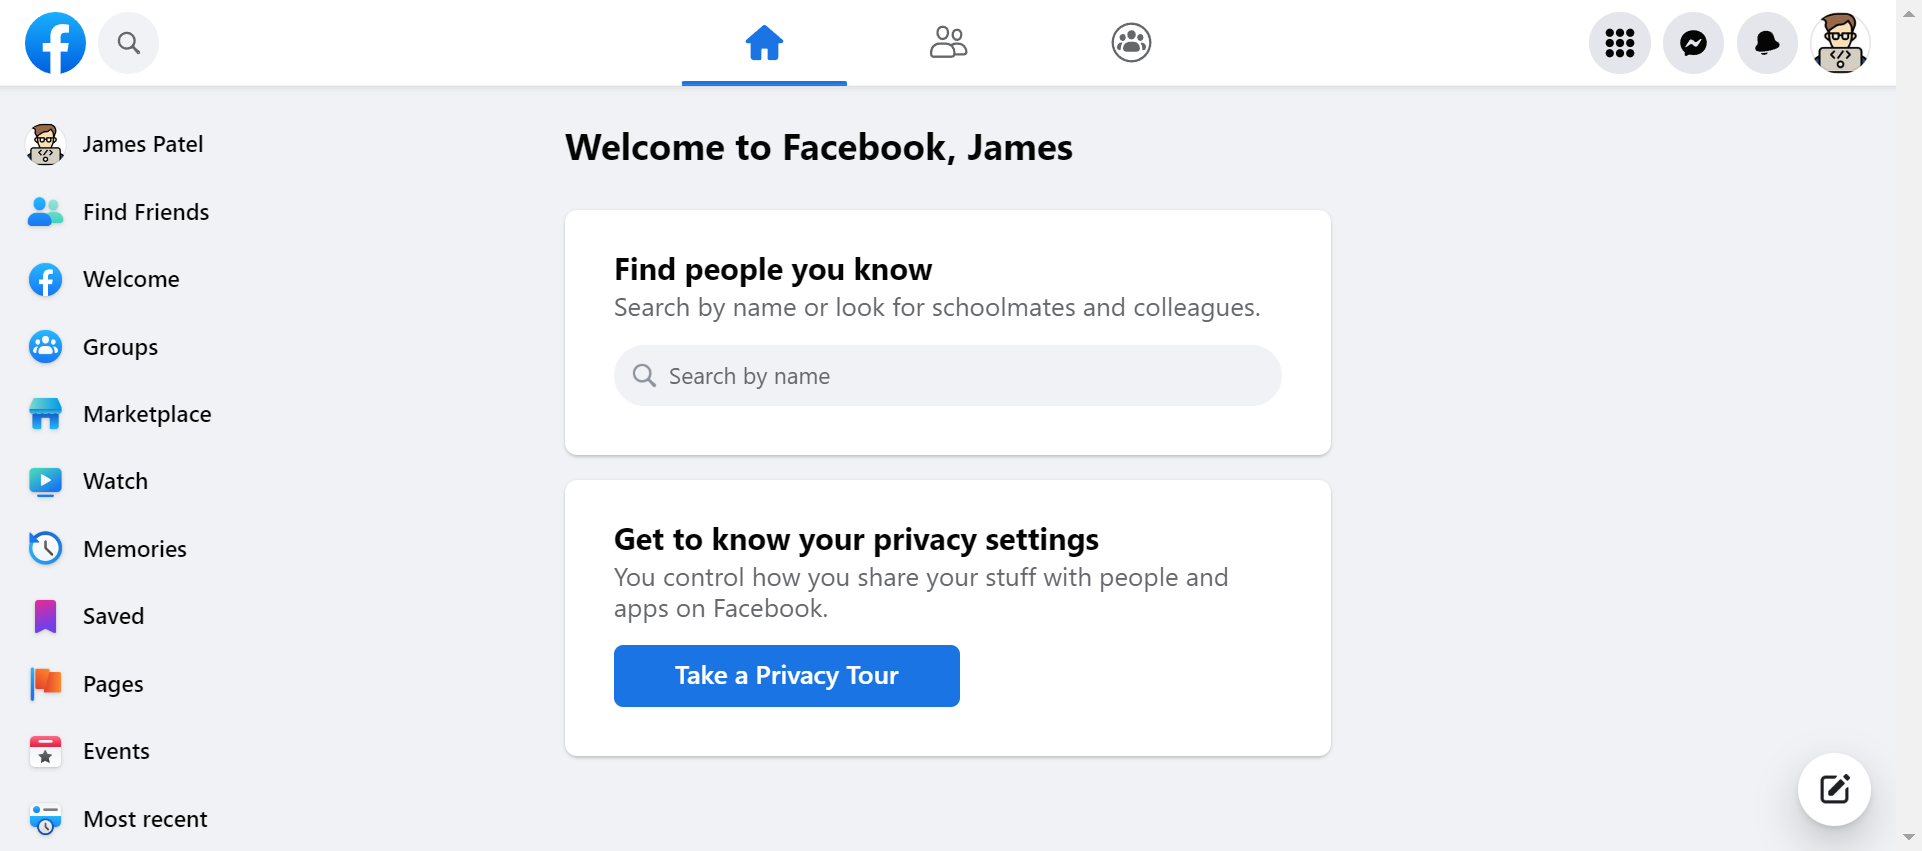 James Patel
Find Friends
Welcome
Groups
Marketplace
Watch
Memories
Saved
Pages
Events
Most recent
Welcome to Facebook, James
Find people you know
Search by name or look for schoolmates and colleagues.
Search by name
Get to know your privacy settings
You control how you share your stuff with people and
apps on Facebook.
Take a Privacy Tour